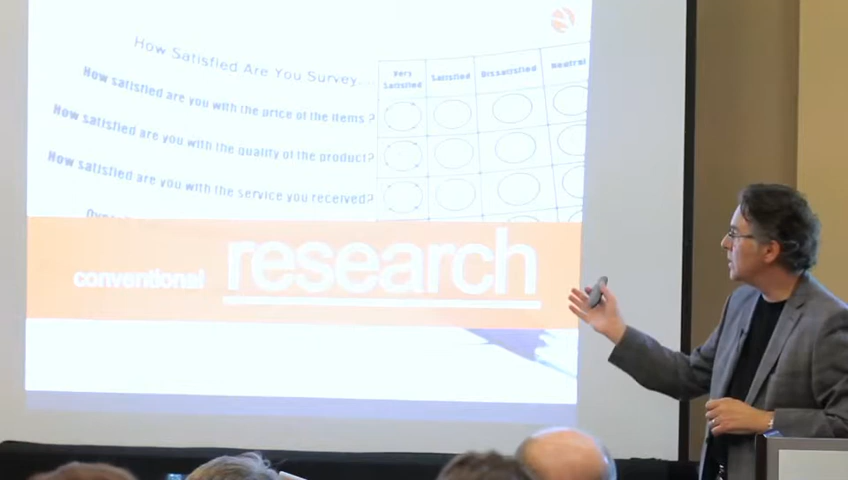 How Satisfied Are You Survey
Very Satisfied
Satisfied
Dissatisfied
Neutral
How satisfied are you with the price of the items ?
How satisfied are you with the quality of the product?
How satisfied are you with the service you received?
conventional research